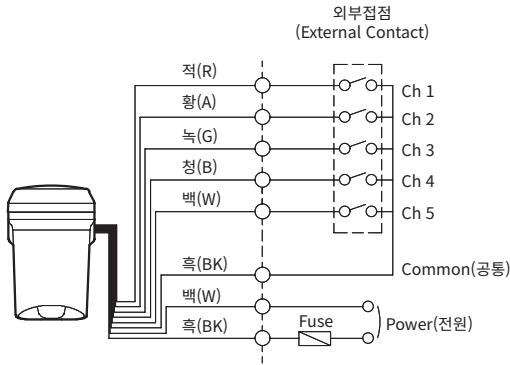 외부접점
(External Contact)
적(R)
Ch 1
황(A)
Ch 2
녹(G)
Ch 3
청(B)
Ch 4
백(W)
Ch 5
흑(BK)
Common(공통)
백(W)
Fuse
Power(전원)
흑(BK)